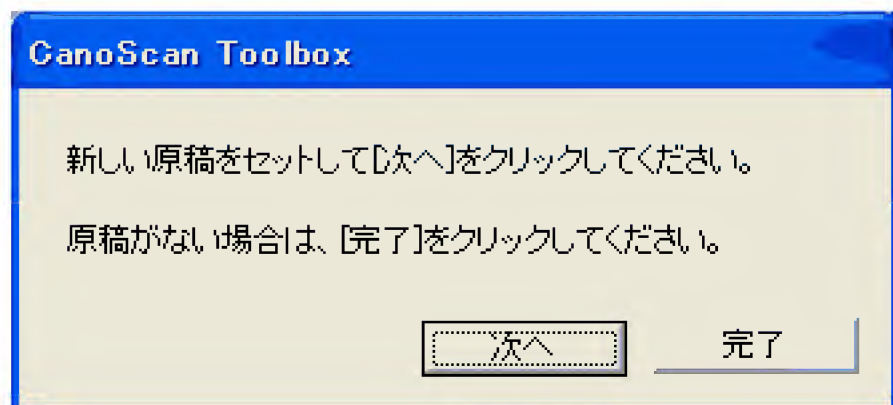 CanoScan Toolbox
新しい原稿をセットして[次へ]をクリックしてください。
原稿がない場合は、[完了]をクリックしてください。
次へ 完了